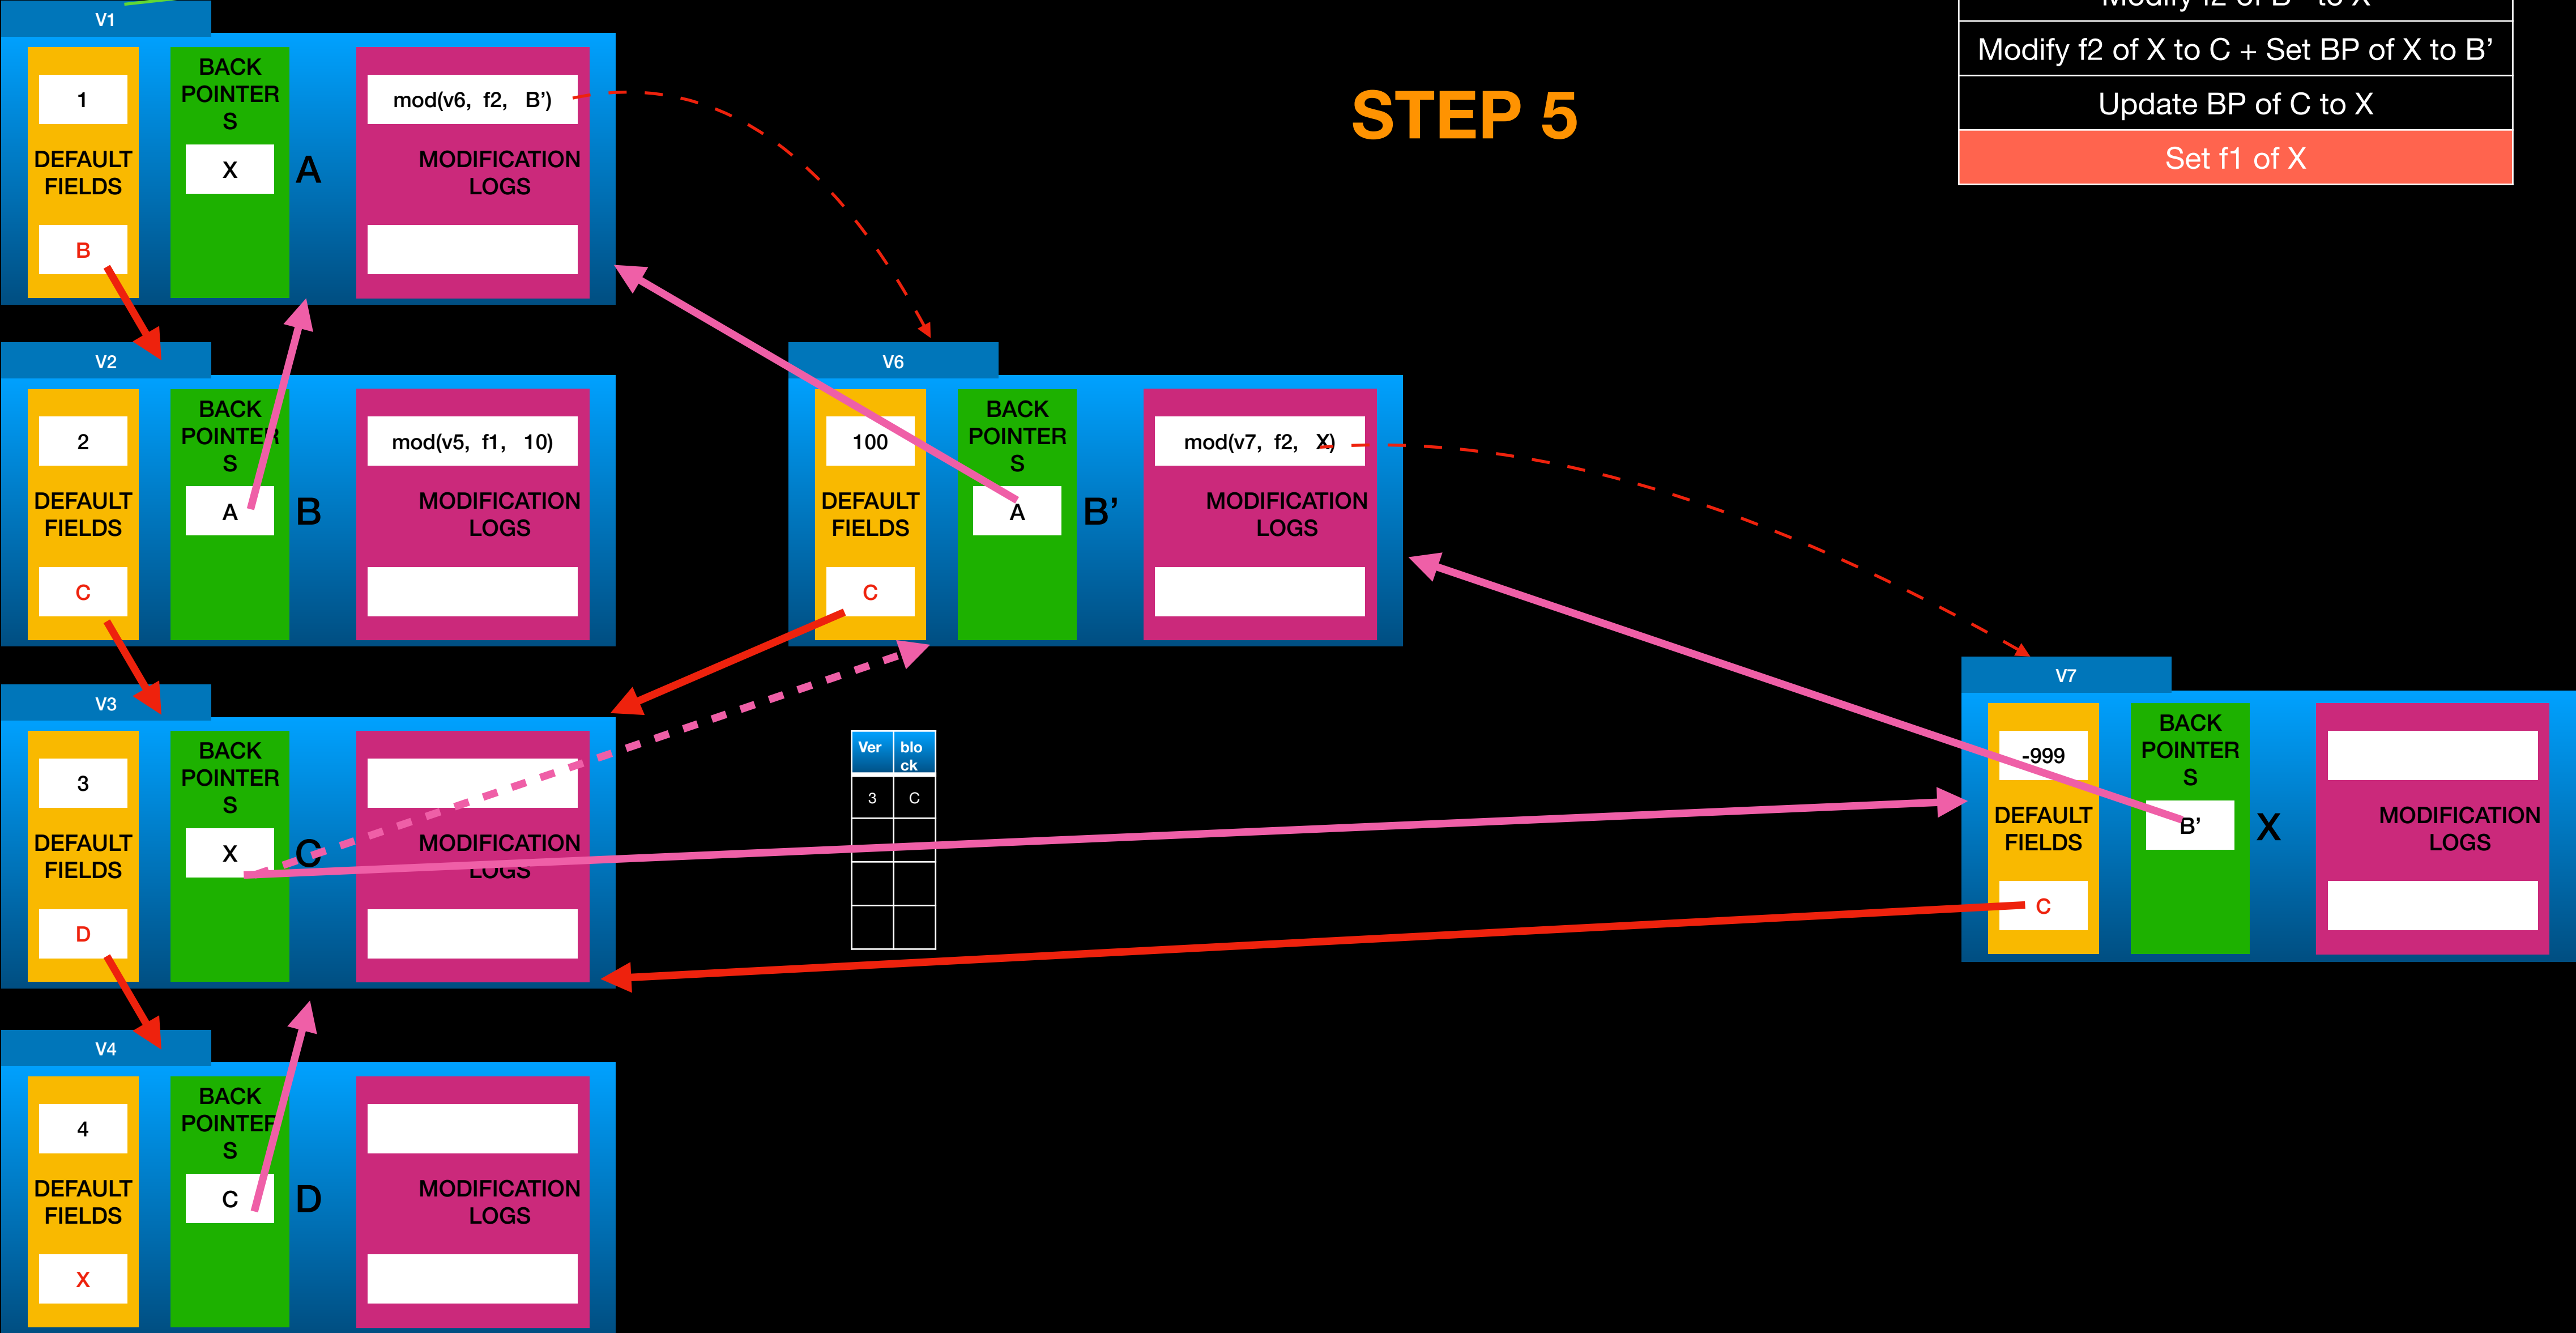 V1
1
DEFAULT
FIELDS
B
BACK
POINTER
S
X
A
mod(v6, f2, B’)
MODIFICATION
LOGS
STEP 5
Modify f2 of B’ to X
Modify f2 of X to C + Set BP of X to B’
Update BP of C to X
Set f1 of X
V2
2
DEFAULT
FIELDS
C
BACK
POINTER
S
A
B
mod(v5, f1, 10)
MODIFICATION
LOGS
V6
100
DEFAULT
FIELDS
C
BACK
POINTER
S
A
B’
mod(v7, f2, X)
MODIFICATION
LOGS
V3
3
DEFAULT
FIELDS
D
BACK
POINTER
S
X
C
MODIFICATION
LOGS
Ver blo
ck
3 C
V7
-999
DEFAULT
FIELDS
C
BACK
POINTER
S
B’
X
MODIFICATION
LOGS
V4
4
DEFAULT
FIELDS
X
BACK
POINTER
S
C
D
MODIFICATION
LOGS